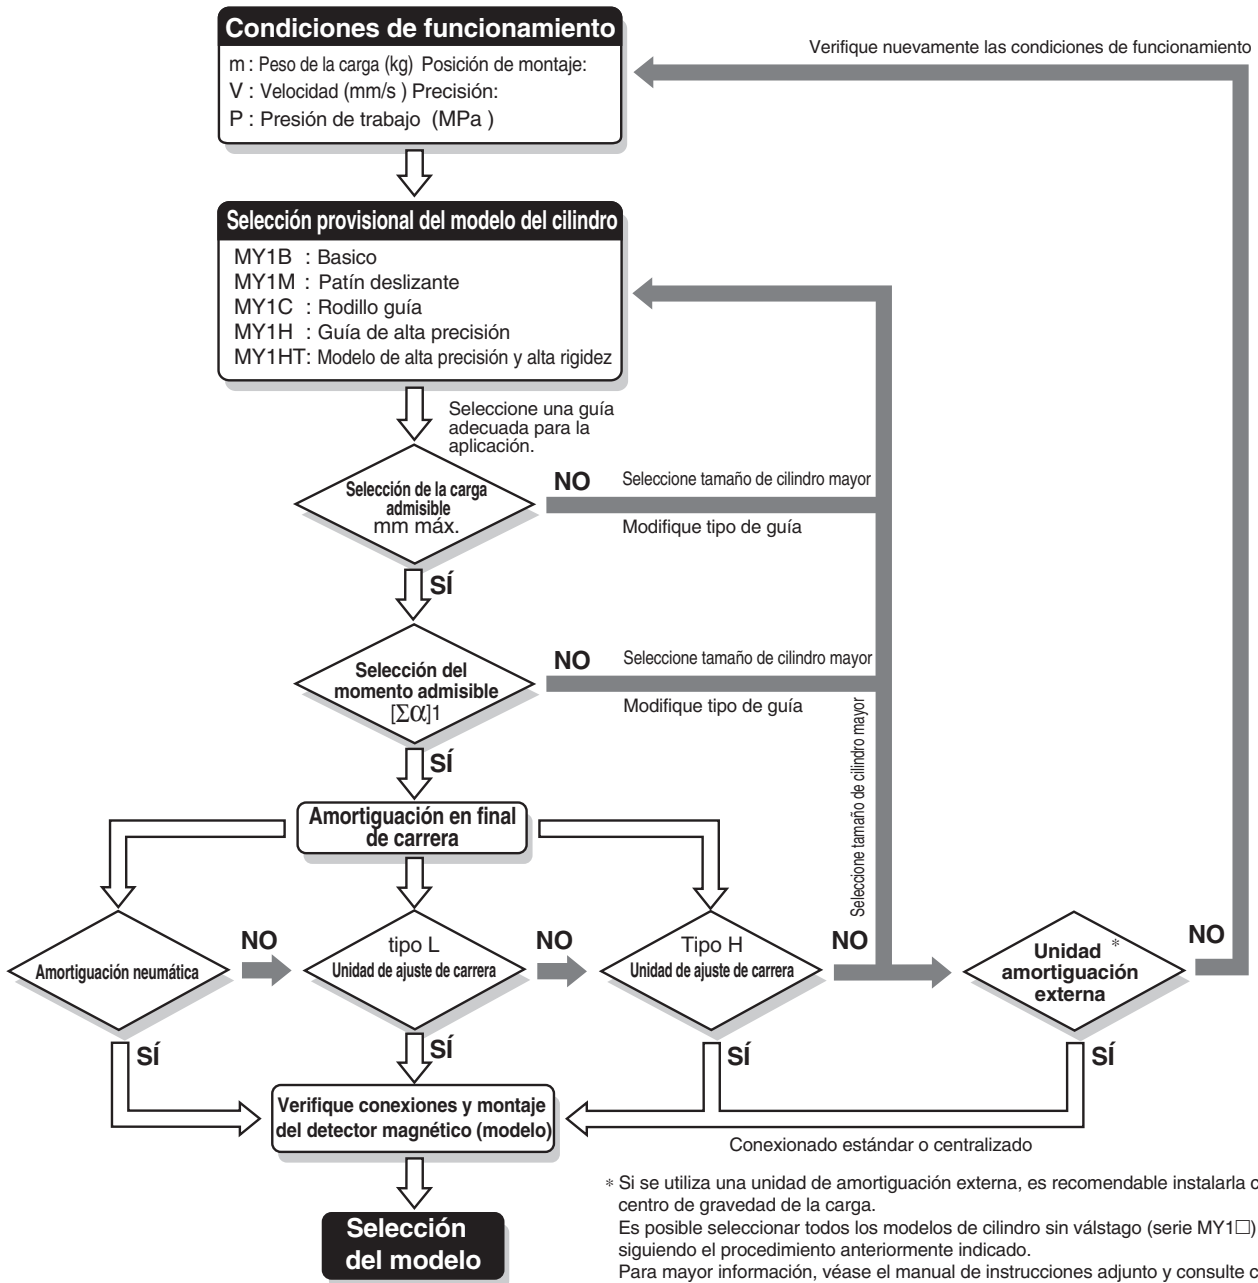 Condiciones de funcionamiento
m : Peso de la carga (kg) Posición de montaje:
V : Velocidad (mm/s ) Precisión:
P : Presión de trabajo (MPa )
Verifique nuevamente las condiciones de funcionamiento
Selección provisional del modelo del cilindro
MY1B : Basico
MY1M : Patín deslizante
MY1C : Rodillo guía
MY1H : Guía de alta precisión
MY1HT: Modelo de alta precisión y alta rigidez
Seleccione una guía
adecuada para la
aplicación.
Selección de la carga
admisible
mm máx.
NO
Seleccione tamaño de cilindro mayor
Modifique tipo de guía
SÍ
Selección del
momento admisible
[Σα]1
NO
Seleccione tamaño de cilindro mayor
Modifique tipo de guía
SÍ
Seleccione tamaño de cilindro mayor
Amortiguación en final
de carrera
Amortiguación neumática
NO
tipo L
Unidad de ajuste de carrera
NO
Tipo H
Unidad de ajuste de carrera
NO
Unidad *
amortiguación
externa
NO
SÍ
SÍ
SÍ
SÍ
Verifique conexiones y montaje
del detector magnético (modelo)
Conexionado estándar o centralizado
Selección
del modelo
* Si se utiliza una unidad de amortiguación externa, es recomendable instalarla
centro de gravedad de la carga.
Es posible seleccionar todos los modelos de cilindro sin válstago (serie MY1□)
siguiendo el procedimiento anteriormente indicado.
Para mayor información, véase el manual de instrucciones adjunto y consulte